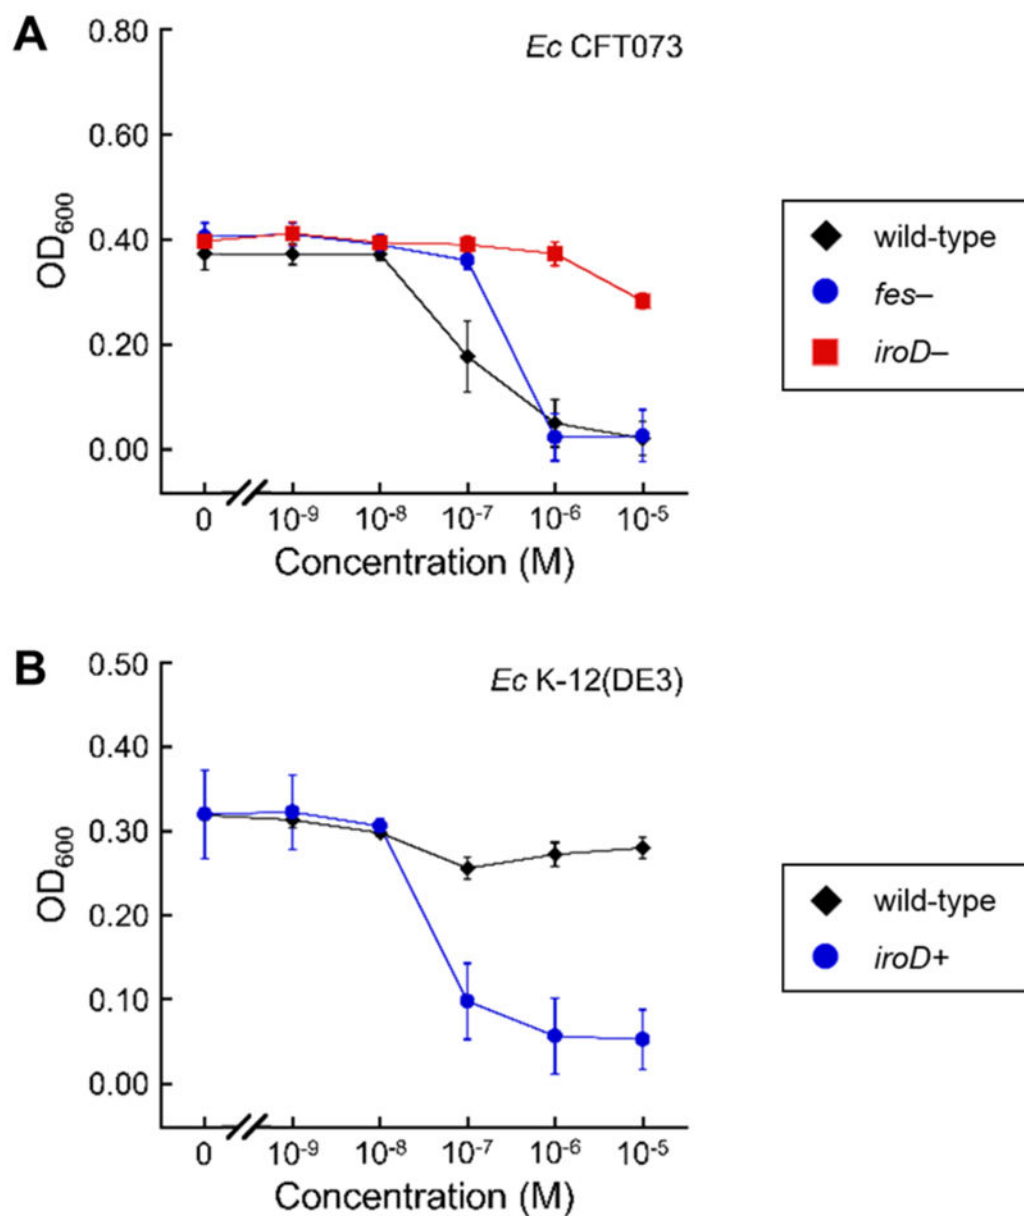 A
Ec CFT073
0.80
0.60
0.40
0.20
0.00
OD600
0 10-9 10-8 10-7 10-6 10-5
Concentration (M)
wild-type
fes–
iroD–
B
Ec K-12(DE3)
0.50
0.40
0.30
0.20
0.10
0.00
OD600
0 10-9 10-8 10-7 10-6 10-5
Concentration (M)
wild-type
iroD+